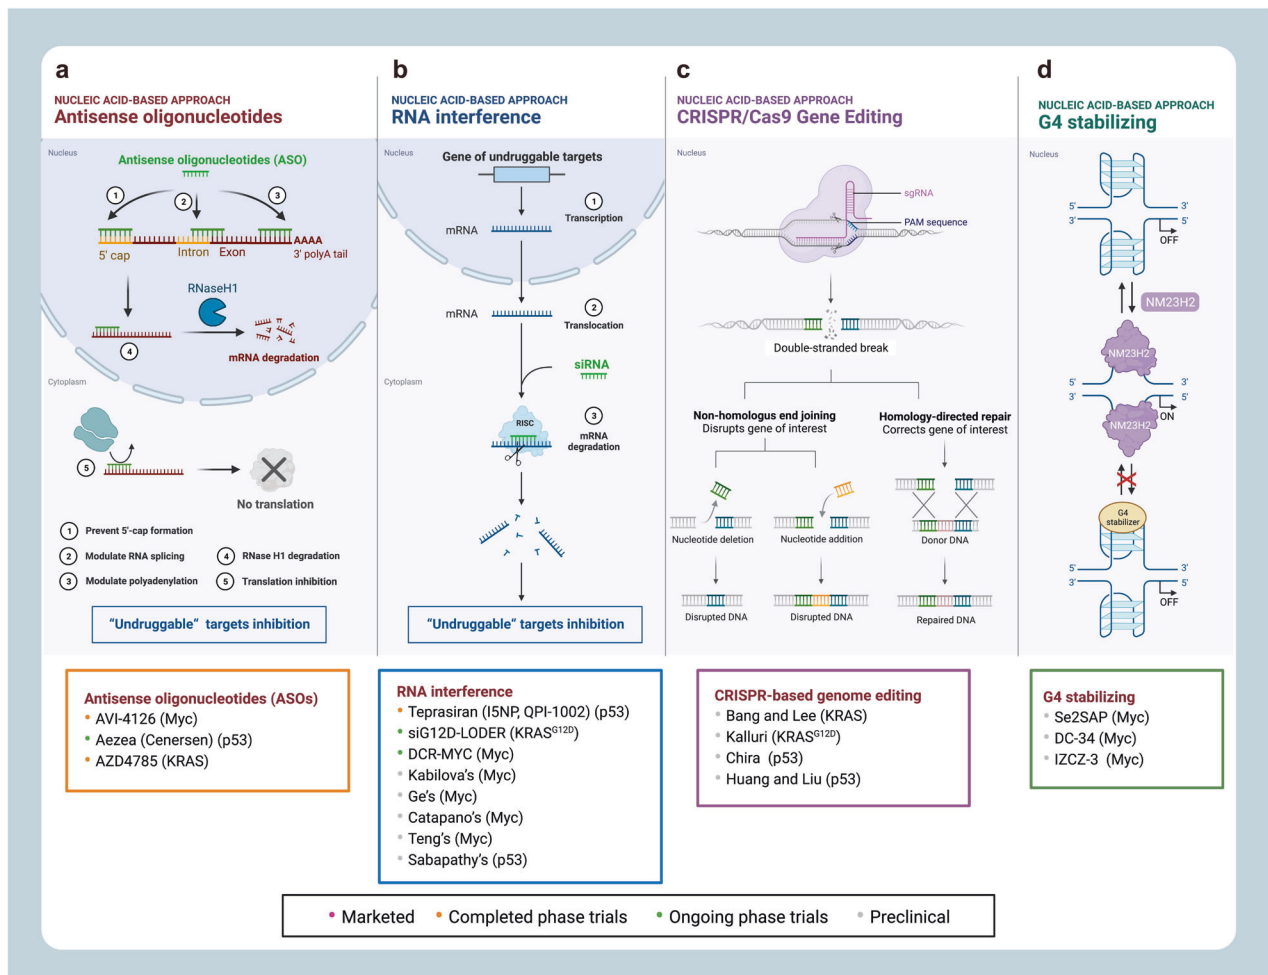 a
NUCLEIC ACID-BASED APPROACH
Antisense oligonucleotides
Nucleus
Antisense oligonucleotides (ASO)
1
2
3
AAAA
5' cap
Intron
Exon
3' polyA tail
RNaseH1
4
mRNA degradation
Cytoplasm
5
No translation
1 Prevent 5'-cap formation
2 Modulate RNA splicing
3 Modulate polyadenylation
4 RNase H1 degradation
5 Translation inhibition
“Undruggable“ targets inhibition
Antisense oligonucleotides (ASOs)
• AVI-4126 (Myc)
• Aezea (Cenersen) (p53)
• AZD4785 (KRAS)
b
NUCLEIC ACID-BASED APPROACH
RNA interference
Nucleus
Gene of undruggable targets
1
Transcription
mRNA
2
Translocation
mRNA
siRNA
Cytoplasm
RISC
3
mRNA
degradation
“Undruggable“ targets inhibition
RNA interference
• Teprasiran (I5NP, QPI-1002) (p53)
• siG12D-LODER (KRASG12D)
• DCR-MYC (Myc)
• Kabilova's (Myc)
• Ge's (Myc)
• Catapano's (Myc)
• Teng's (Myc)
• Sabapathy's (p53)
c
NUCLEIC ACID-BASED APPROACH
CRISPR/Cas9 Gene Editing
Nucleus
sgRNA
PAM sequence
Double-stranded break
Non-homologus end joining
Disrupts gene of interest
Homology-directed repair
Corrects gene of interest
Nucleotide deletion
Nucleotide addition
Donor DNA
Disrupted DNA
Disrupted DNA
Repaired DNA
CRISPR-based genome editing
• Bang and Lee (KRAS)
• Kalluri (KRASG12D)
• Chira (p53)
• Huang and Liu (p53)
d
NUCLEIC ACID-BASED APPROACH
G4 stabilizing
Nucleus
5' 3'
3' 5'
OFF
NM23H2
NM23H2
5' 3'
3' 5'
ON
NM23H2
G4
stabilizer
5' 3'
3' 5'
OFF
G4 stabilizing
• Se2SAP (Myc)
• DC-34 (Myc)
• IZCZ-3 (Myc)
• Marketed • Completed phase trials • Ongoing phase trials • Preclinical